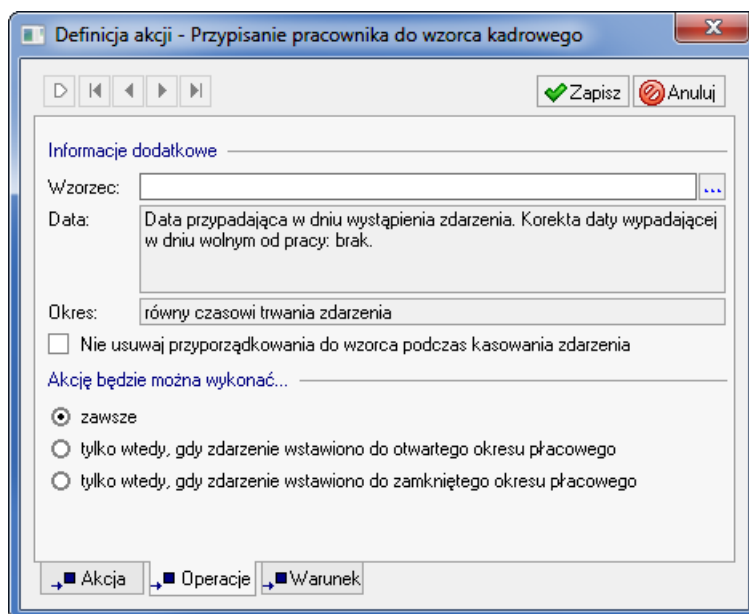 Definicja akcji - Przypisanie pracownika do wzorca kadrowego
Zapisz Anuluj
Informacje dodatkowe
Wzorzec: ...
Data: Data przypadająca w dniu wystąpienia zdarzenia. Korekta daty wypadającej
w dniu wolnym od pracy: brak.
Okres: równy czasowi trwania zdarzenia
Nie usuwaj przyporządkowania do wzorca podczas kasowania zdarzenia
Akcję będzie można wykonać...
zawsze
tylko wtedy, gdy zdarzenie wstawiono do otwartego okresu płacowego
tylko wtedy, gdy zdarzenie wstawiono do zamkniętego okresu płacowego
Akcja Operacje Warunek